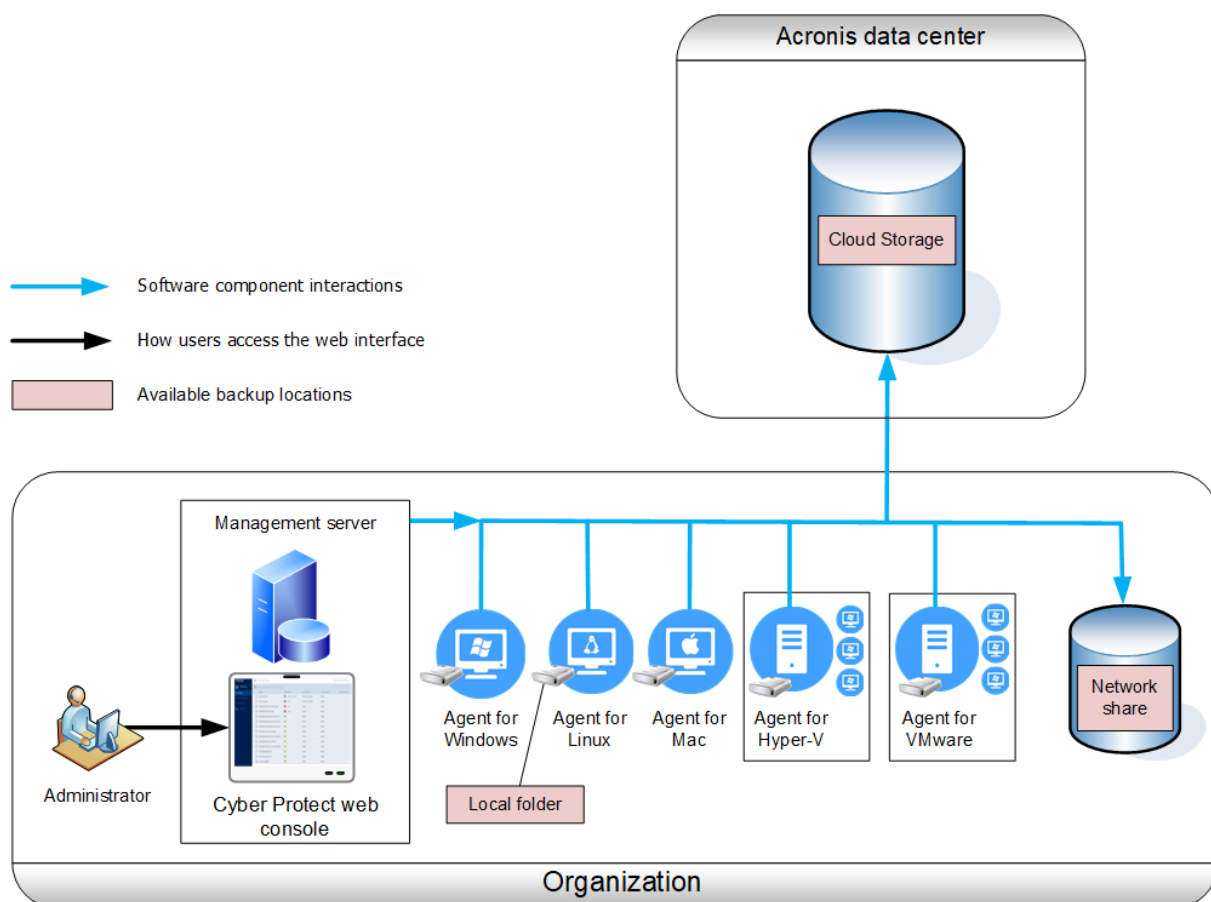 Acronis data center
Cloud Storage
Software component interactions
How users access the web interface
Available backup locations
Management server
Administrator
Cyber Protect web
console
Agent for
Windows
Agent for
Linux
Agent for
Mac
Agent for
Hyper-V
Agent for
VMware
Network
share
Local folder
Organization